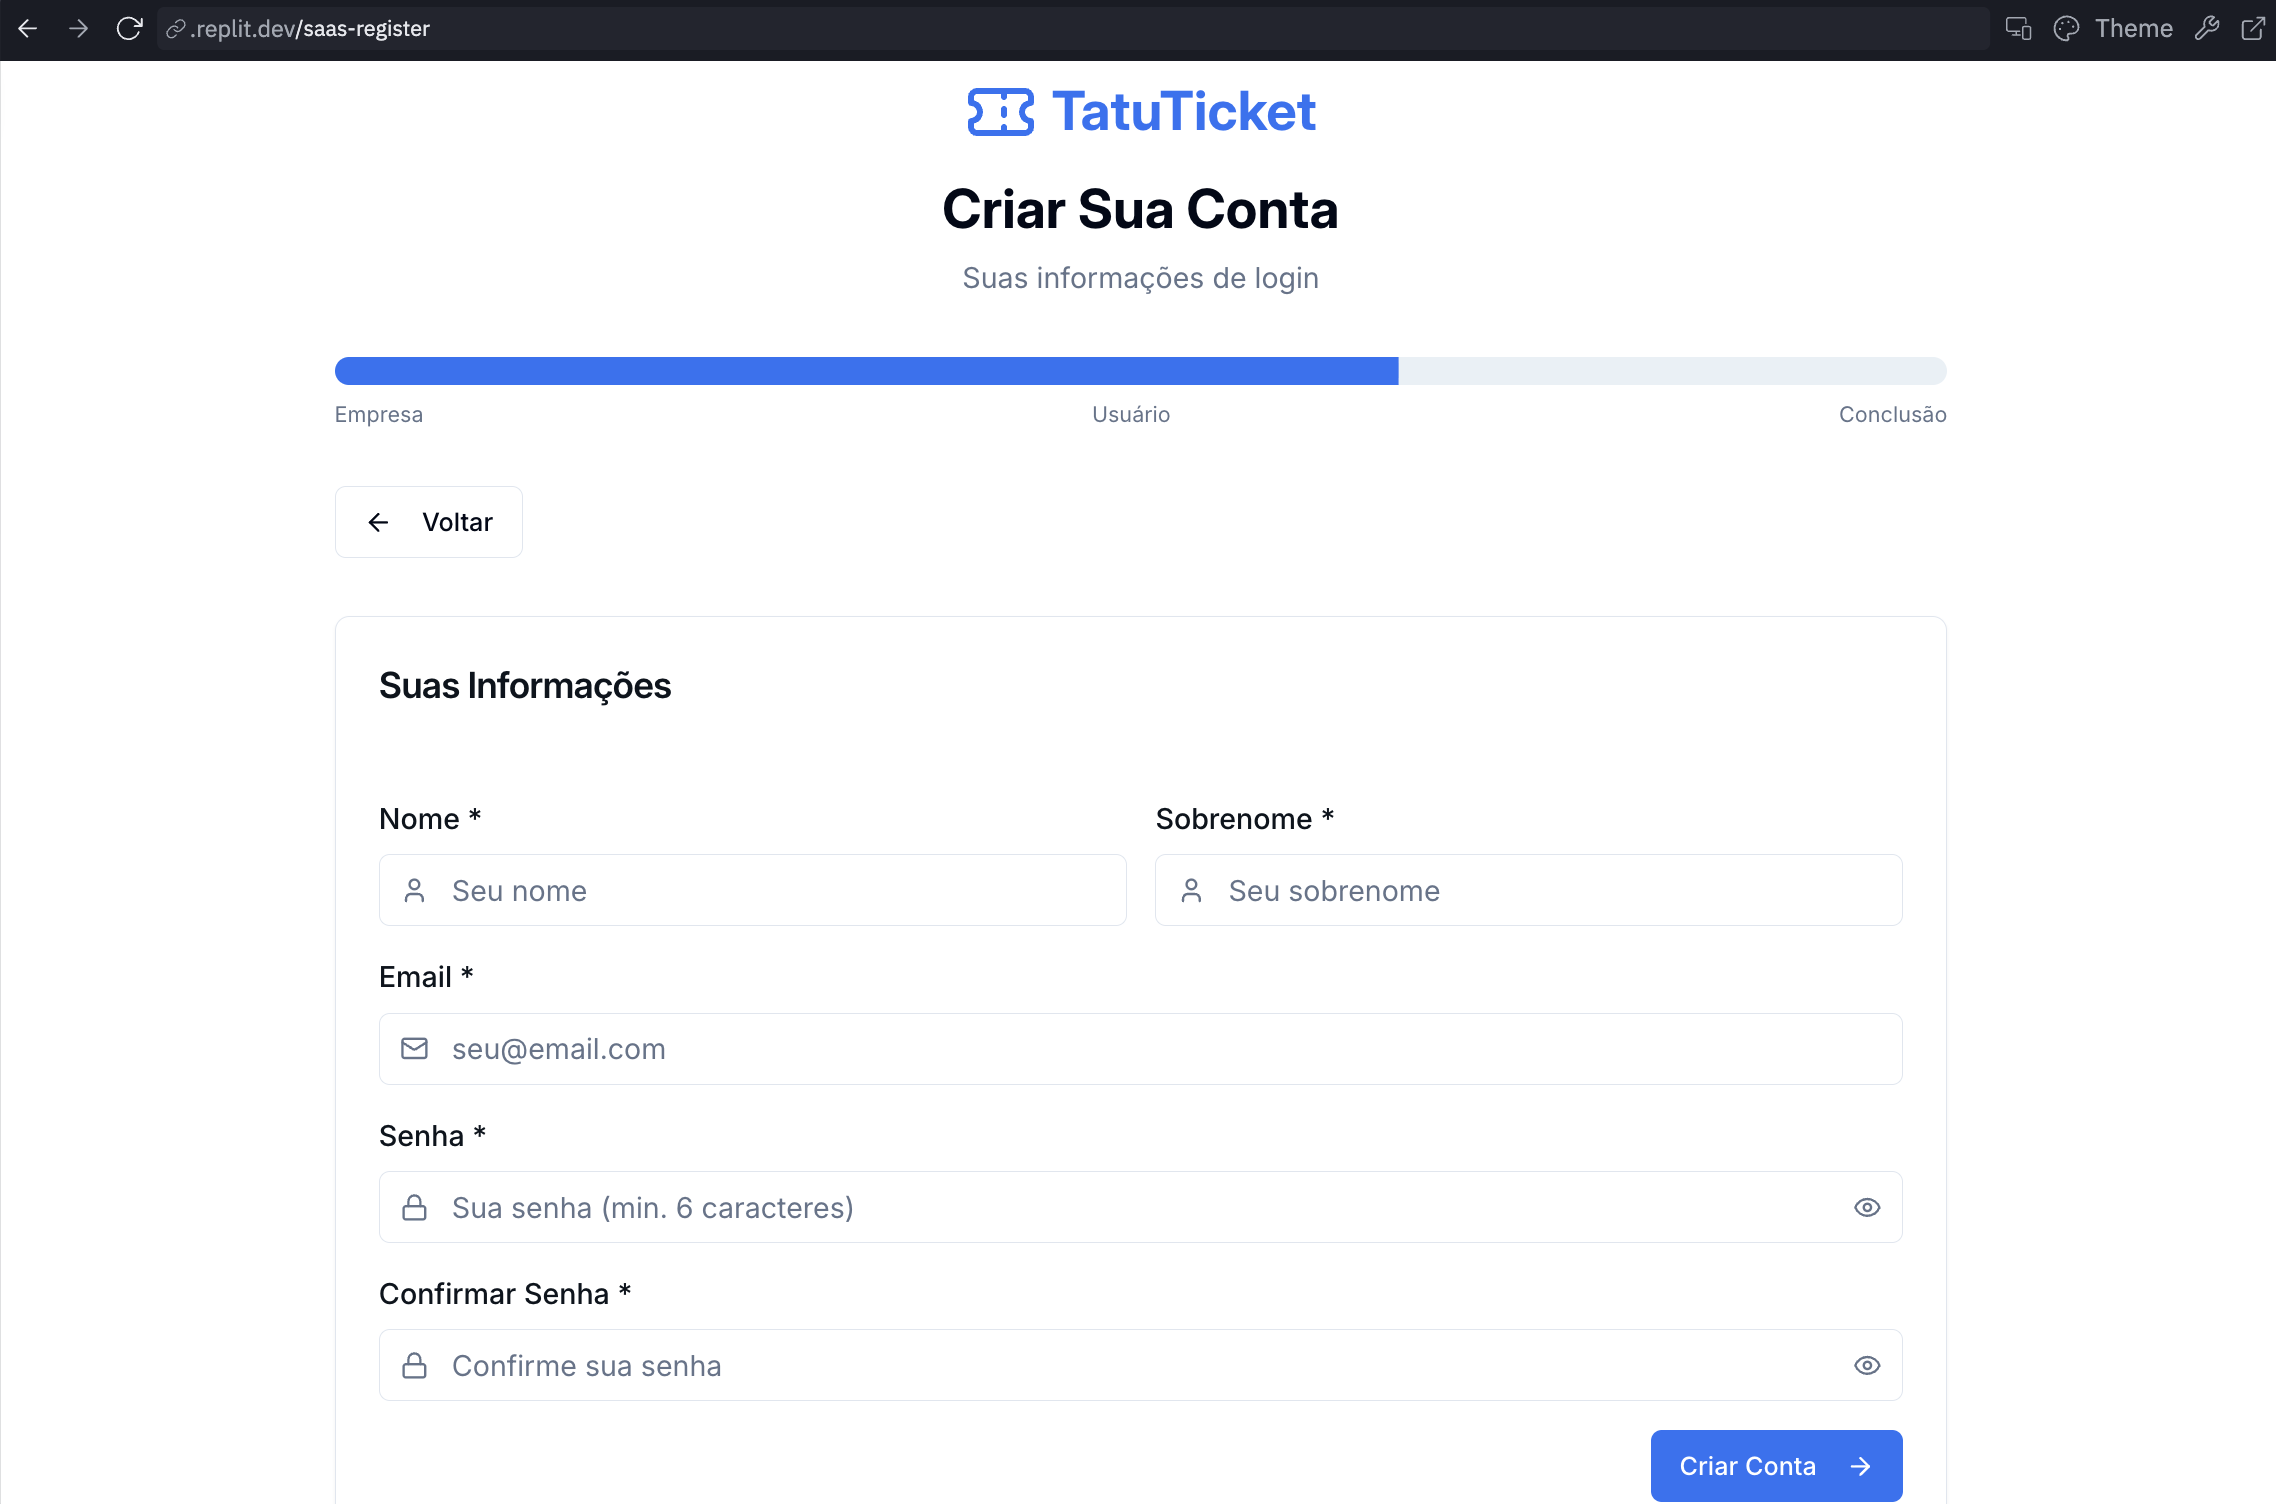 .replit.dev/saas-register
Theme
TatuTicket
Criar Sua Conta
Suas informações de login
Empresa Usuário Conclusão
Voltar
Suas Informações
Nome * Sobrenome *
Seu nome Seu sobrenome
Email *
seu@email.com
Senha *
Sua senha (min. 6 caracteres)
Confirmar Senha *
Confirme sua senha
Criar Conta